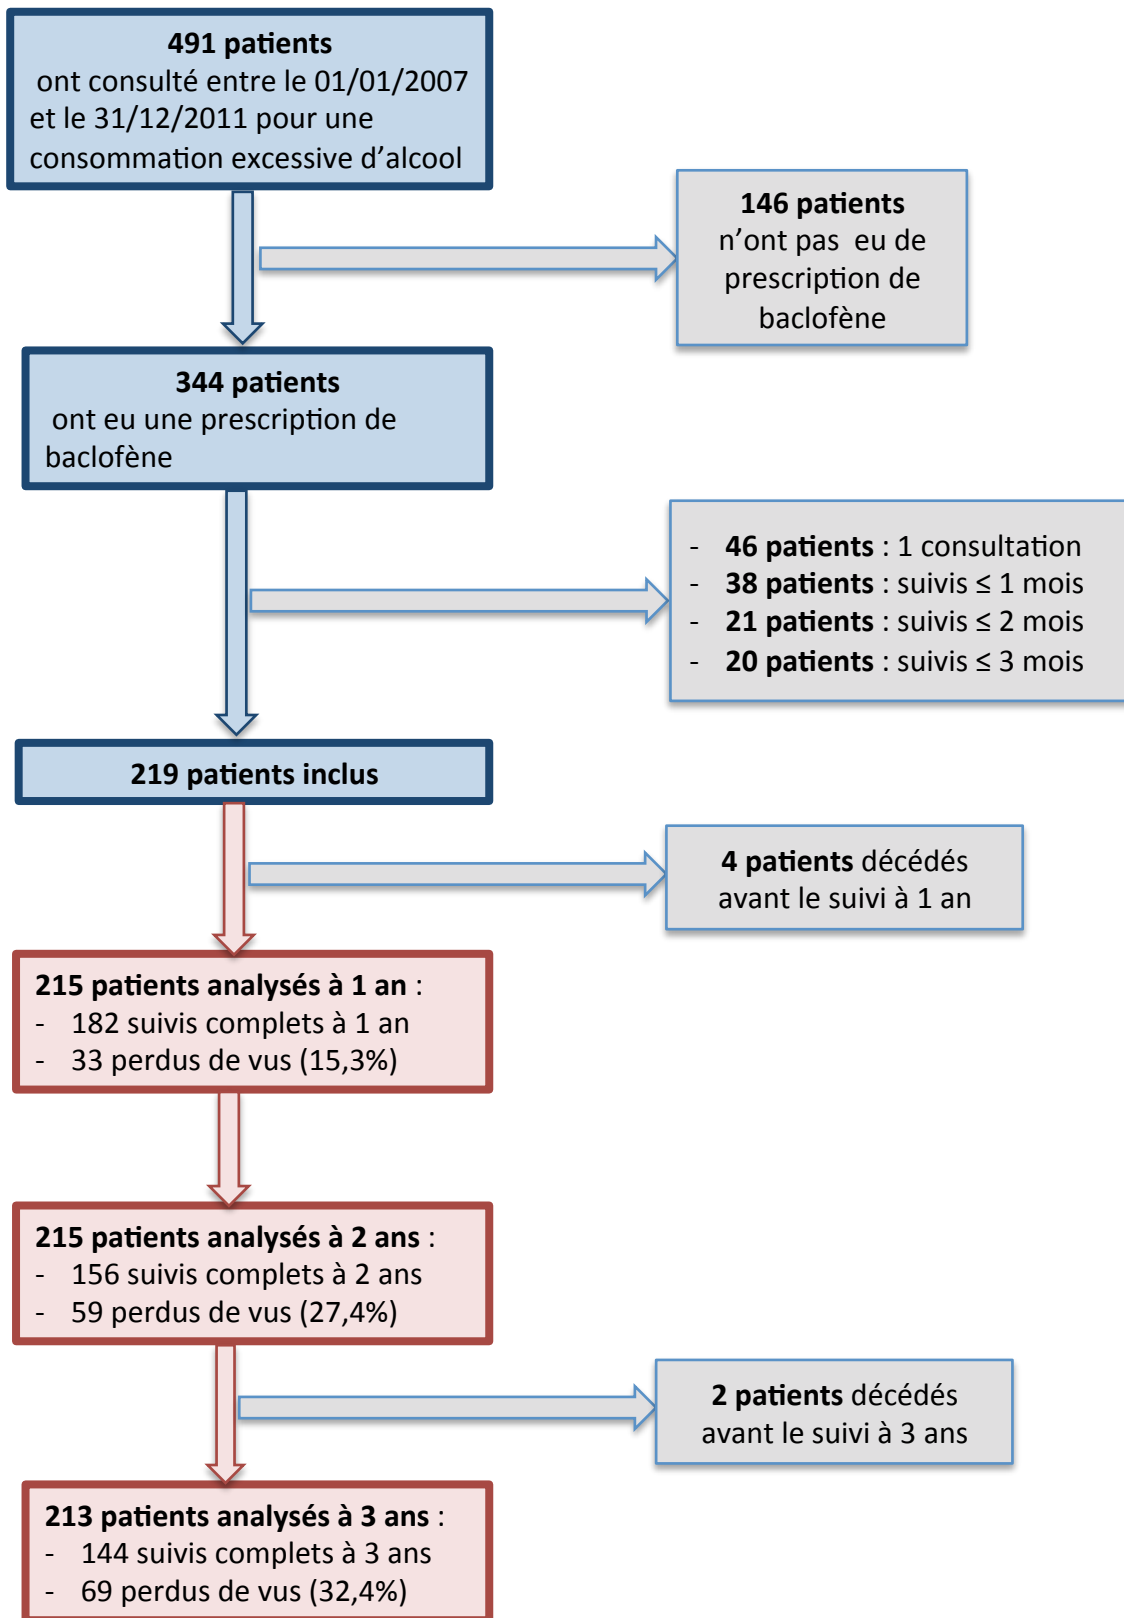 491 patients
ont consulté entre le 01/01/2007
et le 31/12/2011 pour une
consommation excessive d’alcool
146 patients
n’ont pas eu de
prescription de
baclofène
344 patients
ont eu une prescription de
baclofène
- 46 patients : 1 consultation
- 38 patients : suivis ≤ 1 mois
- 21 patients : suivis ≤ 2 mois
- 20 patients : suivis ≤ 3 mois
219 patients inclus
4 patients décédés
avant le suivi à 1 an
215 patients analysés à 1 an :
- 182 suivis complets à 1 an
- 33 perdus de vus (15,3%)
215 patients analysés à 2 ans :
- 156 suivis complets à 2 ans
- 59 perdus de vus (27,4%)
2 patients décédés
avant le suivi à 3 ans
213 patients analysés à 3 ans :
- 144 suivis complets à 3 ans
- 69 perdus de vus (32,4%)